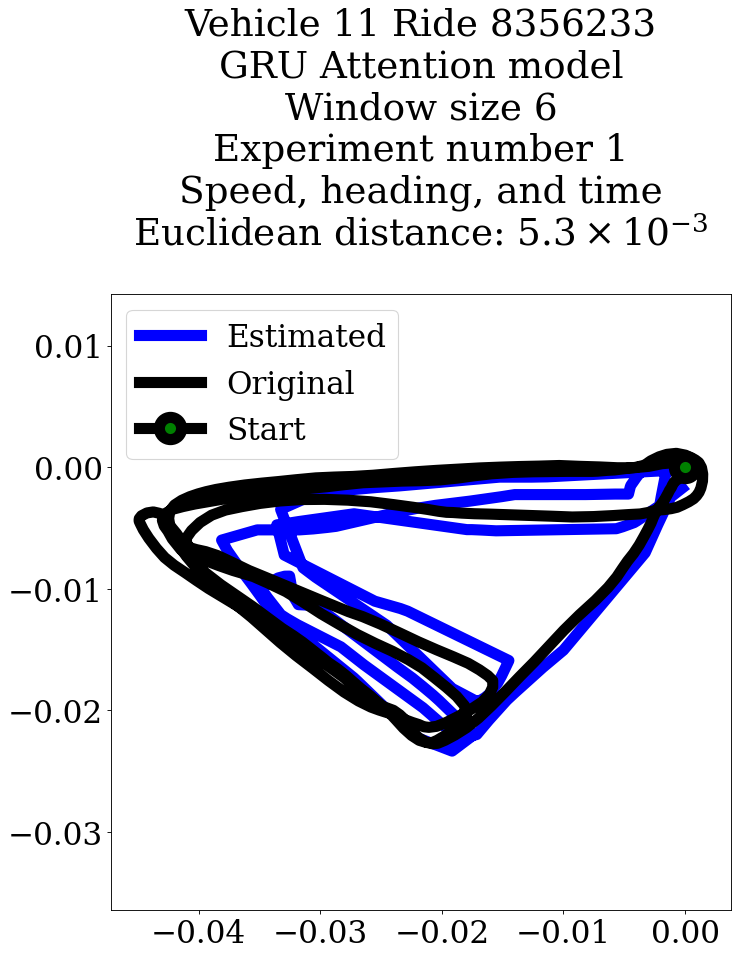 Vehicle 11 Ride 8356233
GRU Attention model
Window size 6
Experiment number 1
Speed, heading, and time
Euclidean distance: 5.3 × 10⁻³
Estimated
Original
Start
0.01
0.00
−0.01
−0.02
−0.03
−0.04 −0.03 −0.02 −0.01 0.00